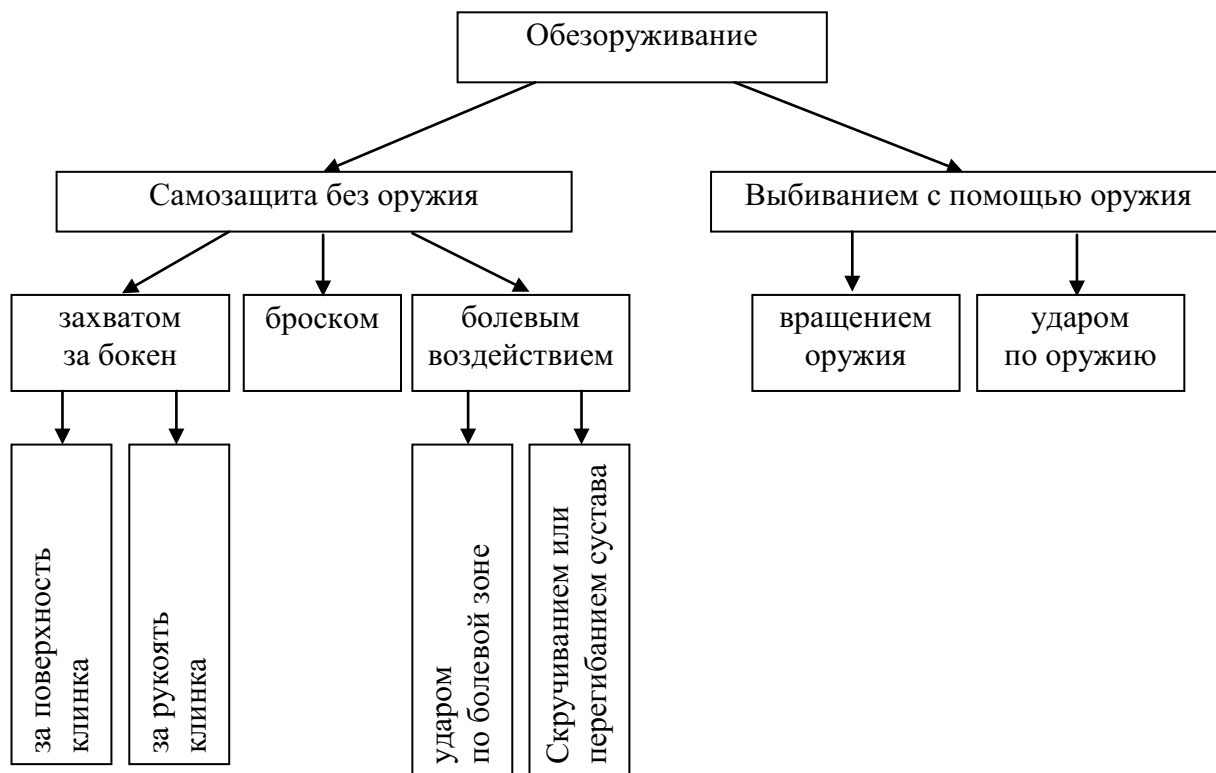 Обезоруживание
Самозащита без оружия
Выбиванием с помощью оружия
захватом
за бокен
броском
болевым
воздействием
вращением
оружия
ударом
по оружию
за поверхность
клинка
за рукоять
клинка
ударом
по болевой зоне
Скручиванием или
перегибанием сустава